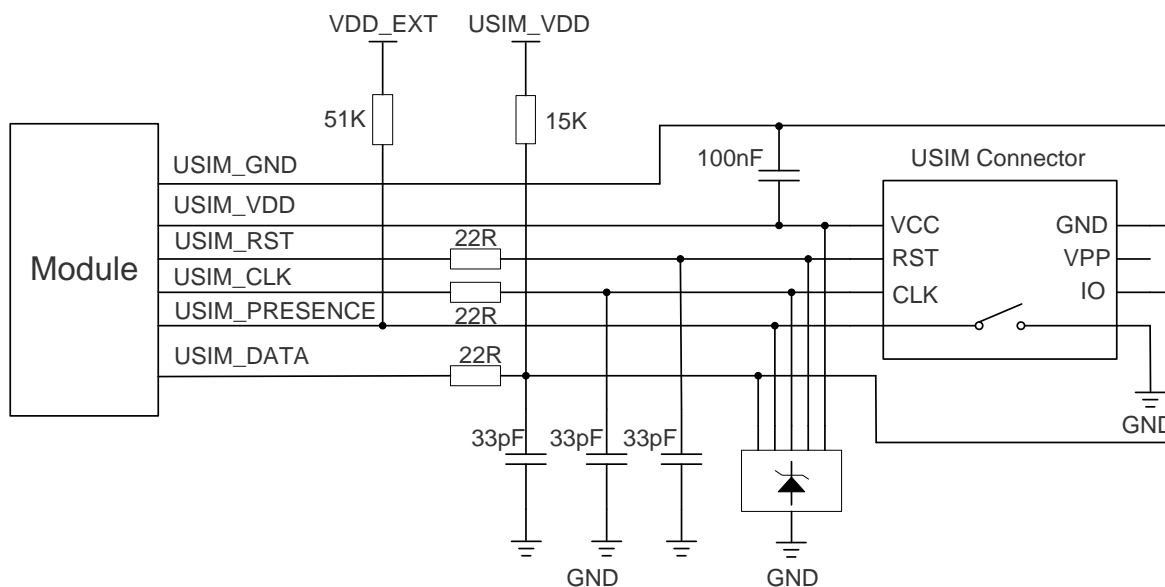 VDD_EXT
USIM_VDD
51K
15K
100nF
USIM Connector
Module
USIM_GND
USIM_VDD
USIM_RST
USIM_CLK
USIM_PRESENCE
USIM_DATA
22R
22R
22R
VCC
RST
CLK
GND
VPP
IO
GND
33pF
33pF
33pF
GND
GND